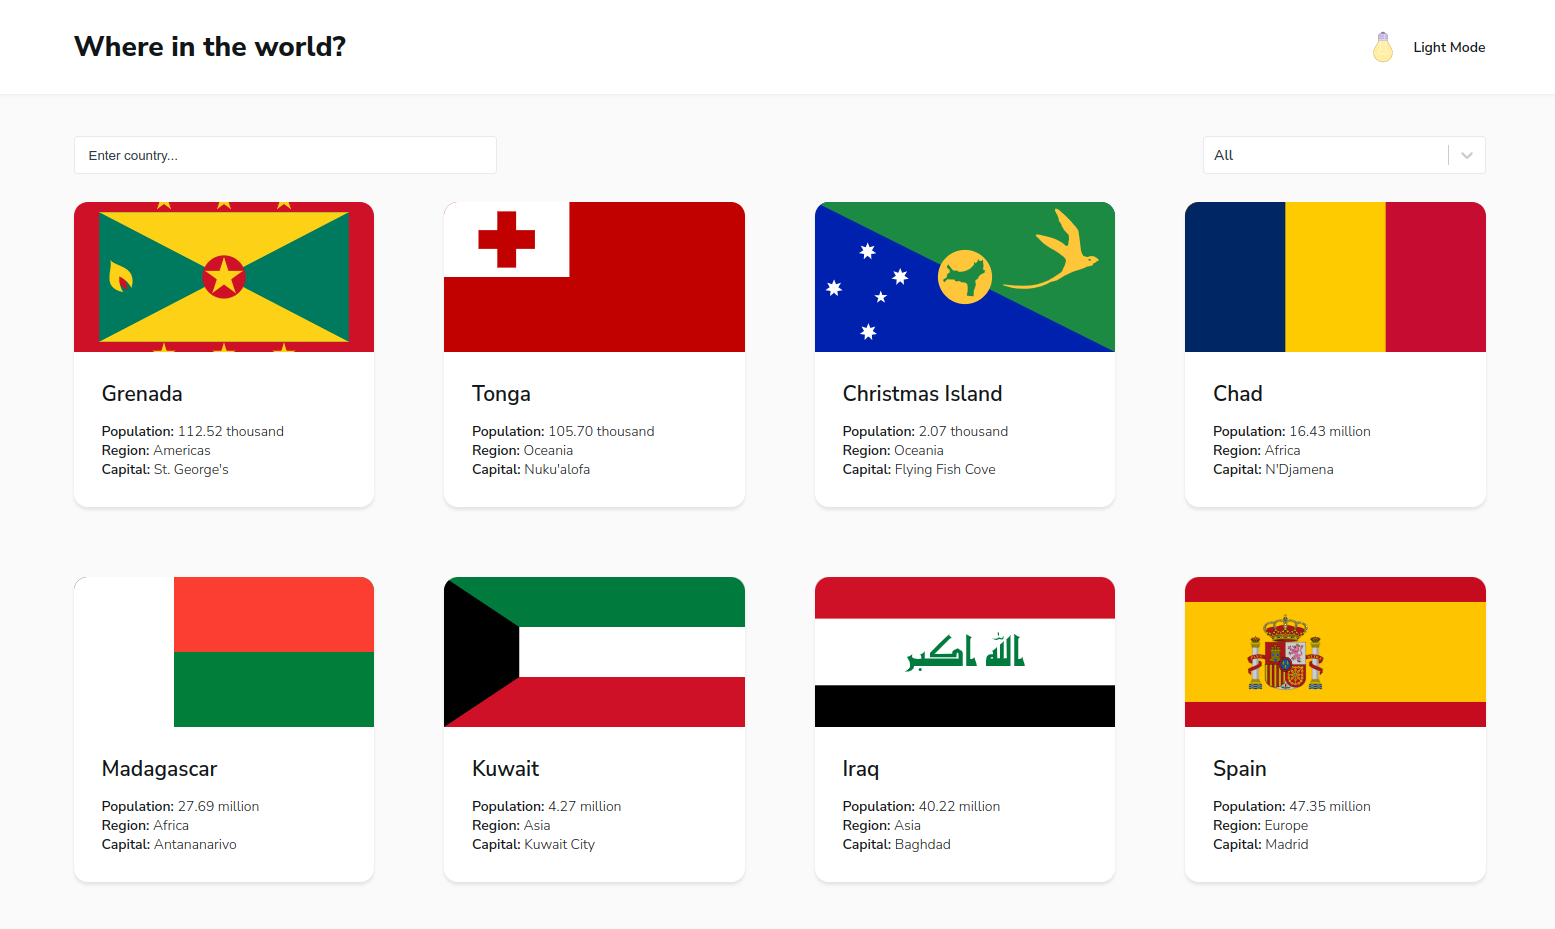 Where in the world?
Light Mode
Enter country...
All
Grenada
Population: 112.52 thousand
Region: Americas
Capital: St. George's
Tonga
Population: 105.70 thousand
Region: Oceania
Capital: Nuku'alofa
Christmas Island
Population: 2.07 thousand
Region: Oceania
Capital: Flying Fish Cove
Chad
Population: 16.43 million
Region: Africa
Capital: N'Djamena
الله اكبر
Madagascar
Population: 27.69 million
Region: Africa
Capital: Antananarivo
Kuwait
Population: 4.27 million
Region: Asia
Capital: Kuwait City
Iraq
Population: 40.22 million
Region: Asia
Capital: Baghdad
Spain
Population: 47.35 million
Region: Europe
Capital: Madrid